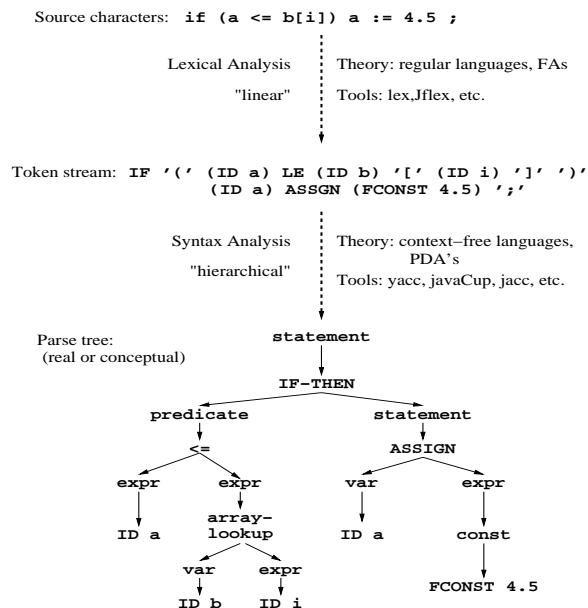 Source characters: if (a <= b[i]) a := 4.5 ;
Lexical Analysis
Theory: regular languages, FAs
"linear"
Tools: lex,Jflex, etc.
Token stream: IF '(' (ID a) LE (ID b) '[' (ID i) ']' ')'
(ID a) ASSGN (FCONST 4.5) ';'
Syntax Analysis
Theory: context−free languages,
PDA's
"hierarchical"
Tools: yacc, javaCup, jacc, etc.
Parse tree:
(real or conceptual)
statement
IF−THEN
predicate statement
<= ASSIGN
expr expr var expr
ID a array−
lookup ID a const
var expr FCONST 4.5
ID b ID i